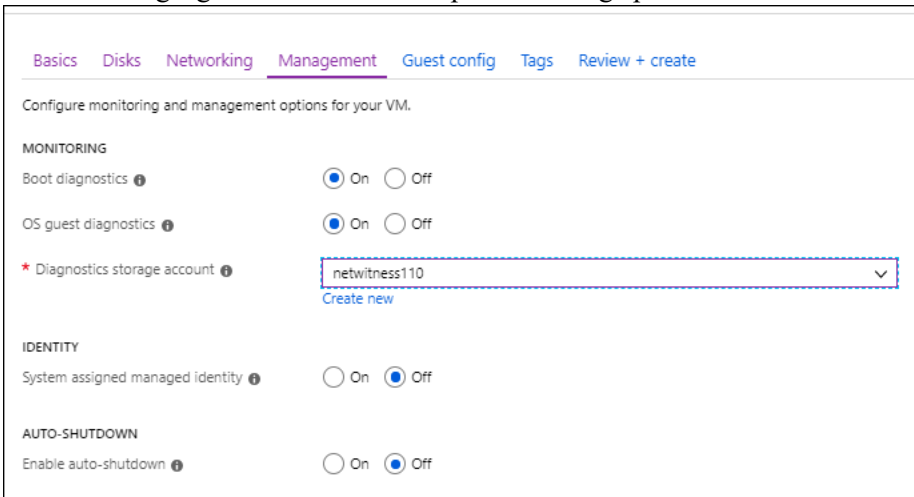 Basics Disks Networking Management Guest config Tags Review + create
Configure monitoring and management options for your VM.
MONITORING
Boot diagnostics On Off
OS guest diagnostics On Off
* Diagnostics storage account netwitness110
Create new
IDENTITY
System assigned managed identity On Off
AUTO-SHUTDOWN
Enable auto-shutdown On Off